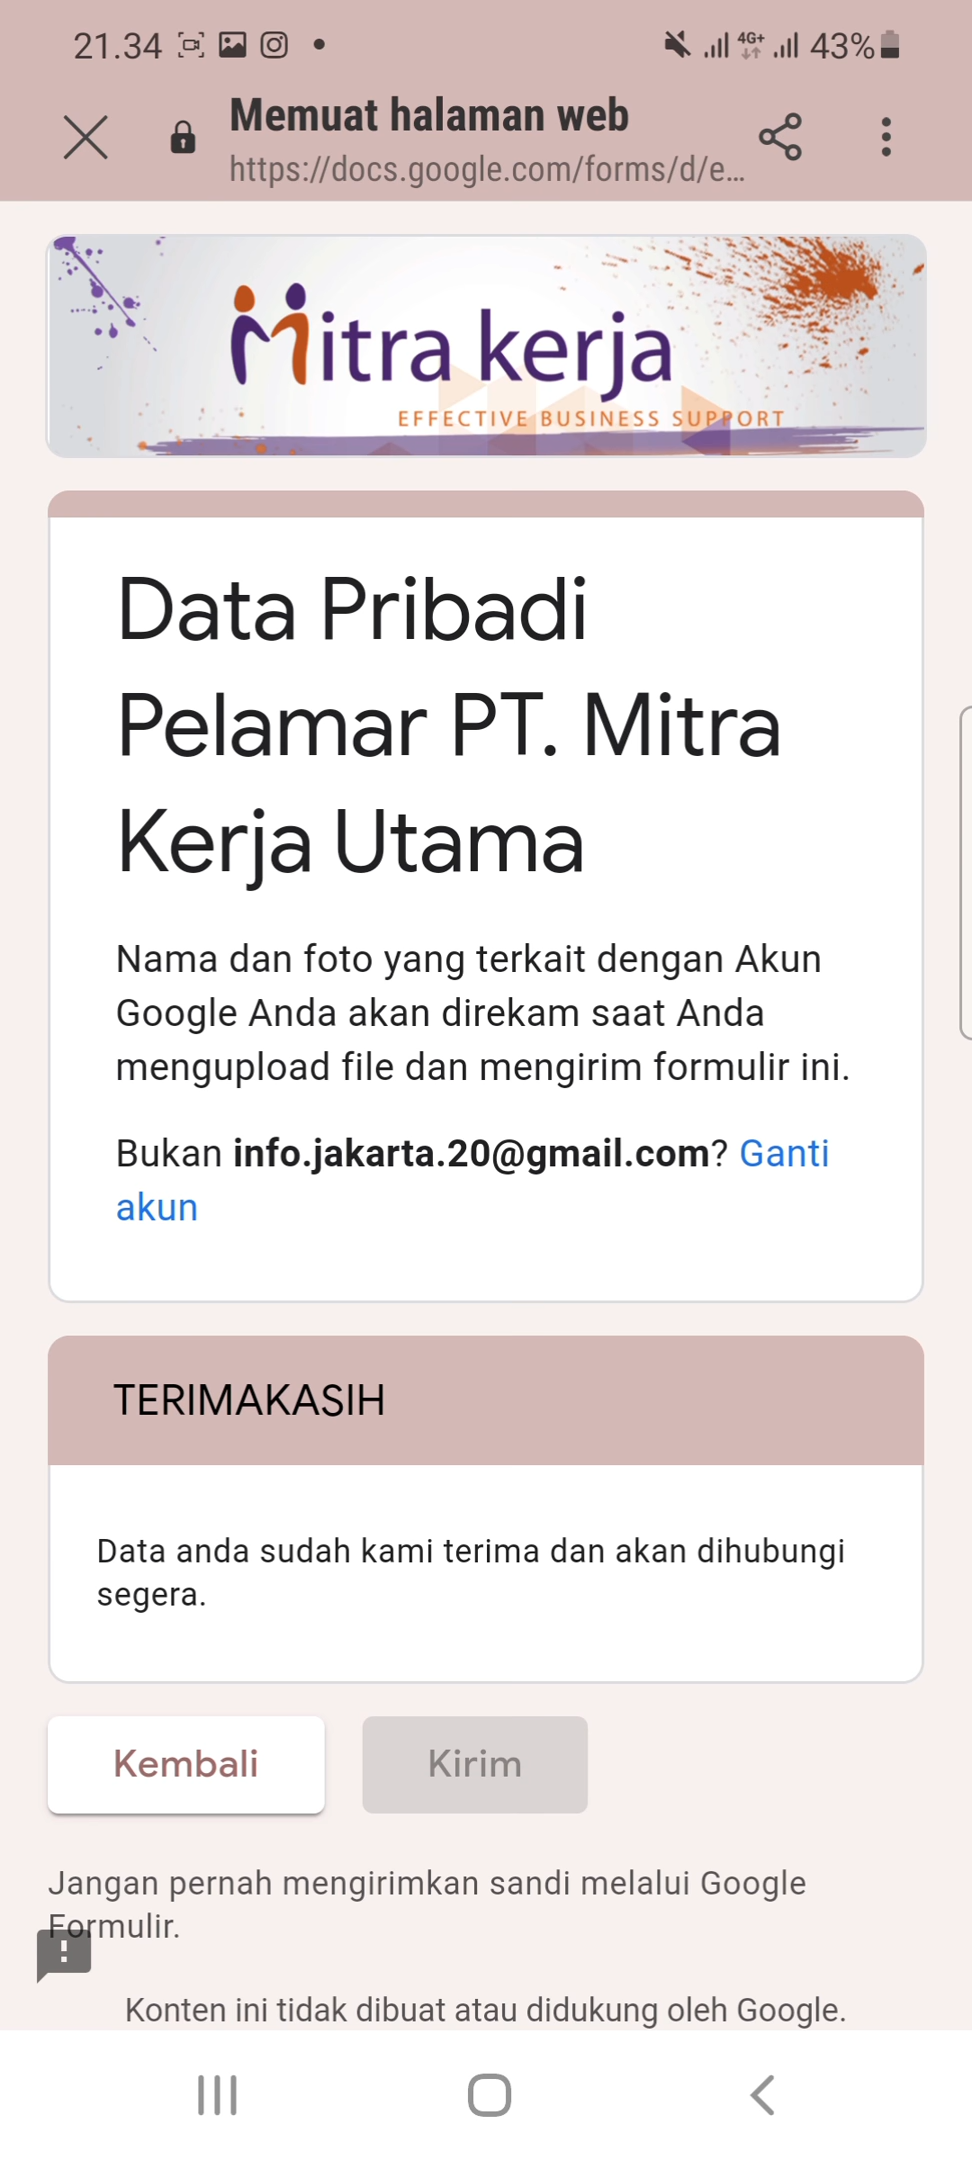 21.34
4G+
43%
Memuat halaman web
https://docs.google.com/forms/d/e...
Mitra kerja
EFFECTIVE BUSINESS SUPPORT
Data Pribadi
Pelamar PT. Mitra
Kerja Utama
Nama dan foto yang terkait dengan Akun
Google Anda akan direkam saat Anda
mengupload file dan mengirim formulir ini.
Bukan info.jakarta.20@gmail.com? Ganti
akun
TERIMAKASIH
Data anda sudah kami terima dan akan dihubungi
segera.
Kembali
Kirim
Jangan pernah mengirimkan sandi melalui Google
Formulir.
Konten ini tidak dibuat atau didukung oleh Google.